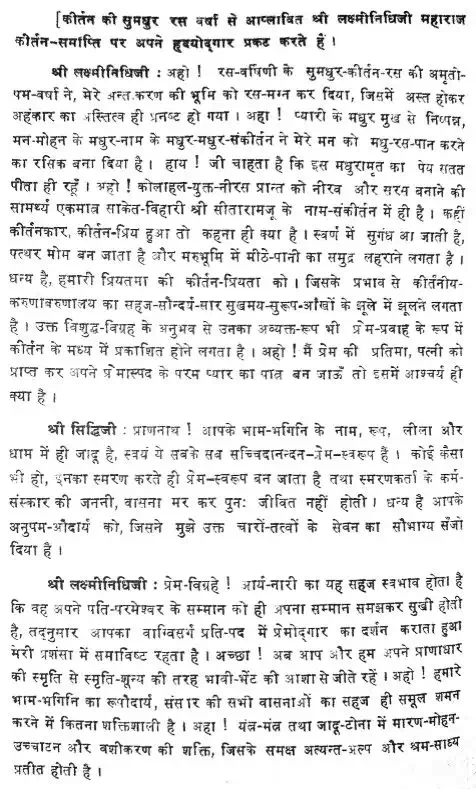 [कीर्तन की सुमधुर रस वर्षा से आप्लावित श्री लक्ष्मीनिधिजी महाराज
कीर्तन-समाप्ति पर अपने हृदयोद्गार प्रकट करते हैं।
श्री लक्ष्मीनिधिजी : अहो ! रस-वर्षिणी के सुमधुर-कीर्तन-रस की अमृतो-
पम-वर्षा ने, मेरे अन्तःकरण की भूमि को रस-मग्न कर दिया, जिसमें अस्त होकर
अहंकार का अस्तित्व ही प्रनष्ट हो गया । अहा ! प्यारी के मधुर मुख से निष्पन्न,
मन-मोहन के मधुर-नाम के मधुर-मधुर-संकीर्तन ने मेरे मन को मधु-रस-पान करने
का रसिक बना दिया है । हाय ! जी चाहता है कि इस मधुरामृत का पेय सतत
पीता ही रहूँ । अहो ! कोलाहल-युक्त-नीरस प्रान्त को नीरव और सरस बनाने की
सामर्थ्य एकमात्र साकेत-विहारी श्री सीतारामजू के नाम-संकीर्तन में ही है । कहीं
कीर्तनकार, कीर्तन-प्रिय हुआ तो कहना ही क्या है । स्वर्ण में सुगंध आ जाती है,
पत्थर मोम बन जाता है और मरुभूमि में मीठे-पानी का समुद्र लहराने लगता है ।
धन्य है, हमारी प्रियतमा की कीर्तन-प्रियता को । जिसके प्रभाव से कीर्तनीय-
करुणावरुणालय का सहज-सौन्दर्य-सार सुखमय-सुरूप-आँखों के झूले में झूलने लगता
है । उक्त विशुद्ध-विग्रह के अनुभव से उनका अव्यक्त-रूप भी प्रेम-प्रवाह के रूप में
कीर्तन के मध्य में प्रकाशित होने लगता है । अहो ! मैं प्रेम की प्रतिमा, पत्नी को
प्राप्त कर अपने प्रेमास्पद के परम प्यार का पात्र बन जाऊँ तो इसमें आश्चर्य ही
क्या है ।
श्री सिद्धिजी : प्राणनाथ ! आपके भाम-भगिनि के नाम, रूप, लीला और
धाम में ही जादू है, स्वयं ये सबके सब सच्चिदानन्दन-प्रेम-स्वरूप हैं । कोई कैसा
भी हो, इनका स्मरण करते ही प्रेम-स्वरूप बन जाता है तथा स्मरणकर्ता के कर्म-
संस्कार की जननी, वासना मर कर पुनः जीवित नहीं होती । धन्य है आपके
अनुपम-औदार्य को, जिसने मुझे उक्त चारों-तत्वों के सेवन का सौभाग्य सँजो
दिया है ।
श्री लक्ष्मीनिधिजी : प्रेम-विग्रहे ! आर्य-नारी का यह सहज स्वभाव होता है
कि वह अपने पति-परमेश्वर के सम्मान को ही अपना सम्मान समझकर सुखी होती
है, तद्नुसार आपका वाग्विसर्ग प्रति-पद में प्रेमोद्गार का दर्शन कराता हुआ
मेरी प्रशंसा में समाविष्ट रहता है । अच्छा ! अब आप और हम अपने प्राणाधार
की स्मृति से स्मृति-शून्य की तरह भावी-भेंट की आशा से जीते रहें । अहो ! हमारे
भाम-भगिनि का रूपौदार्य, संसार की सभी वासनाओं का सहज ही समूल शमन
करने में कितना शक्तिशाली है । अहा ! यंत्र-मंत्र तथा जादू-टोना में मारण-मोहन-
उच्चाटन और वशीकरण की शक्ति, जिसके समक्ष अत्यन्त-अल्प और श्रम-साध्य
प्रतीत होती है ।